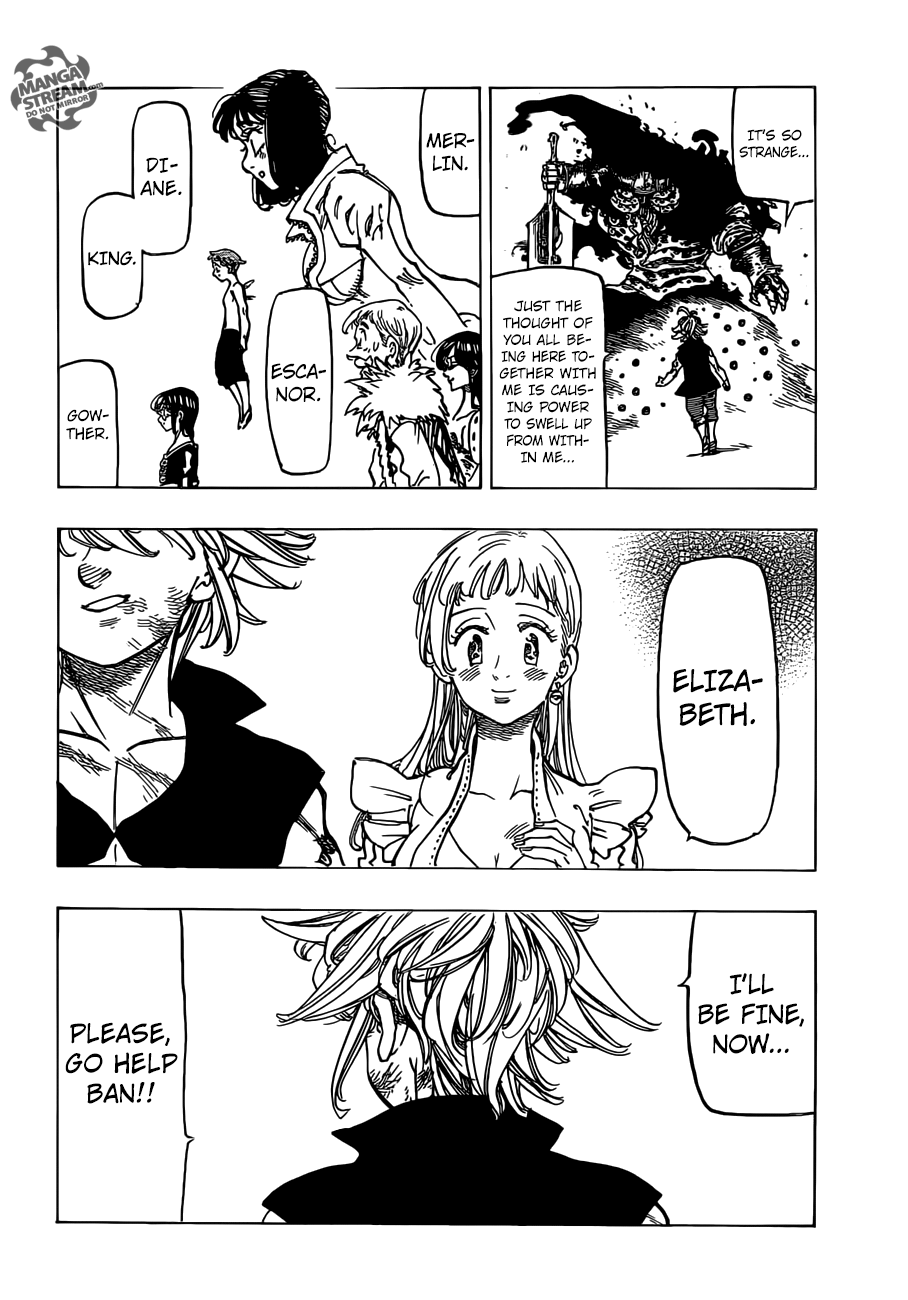 IT'S SO
STRANGE...
JUST THE
THOUGHT OF
YOU ALL BE-
ING HERE TO-
GETHER WITH
ME IS CAUS-
ING POWER
TO SWELL UP
FROM WITH-
IN ME...
MER-
LIN.
DI-
ANE.
KING.
ESCA-
NOR.
GOW-
THER.
ELIZA-
BETH.
I'LL
BE FINE,
NOW...
PLEASE,
GO HELP
BAN!!
MANGA
STREAM.com
DO NOT MIRROR